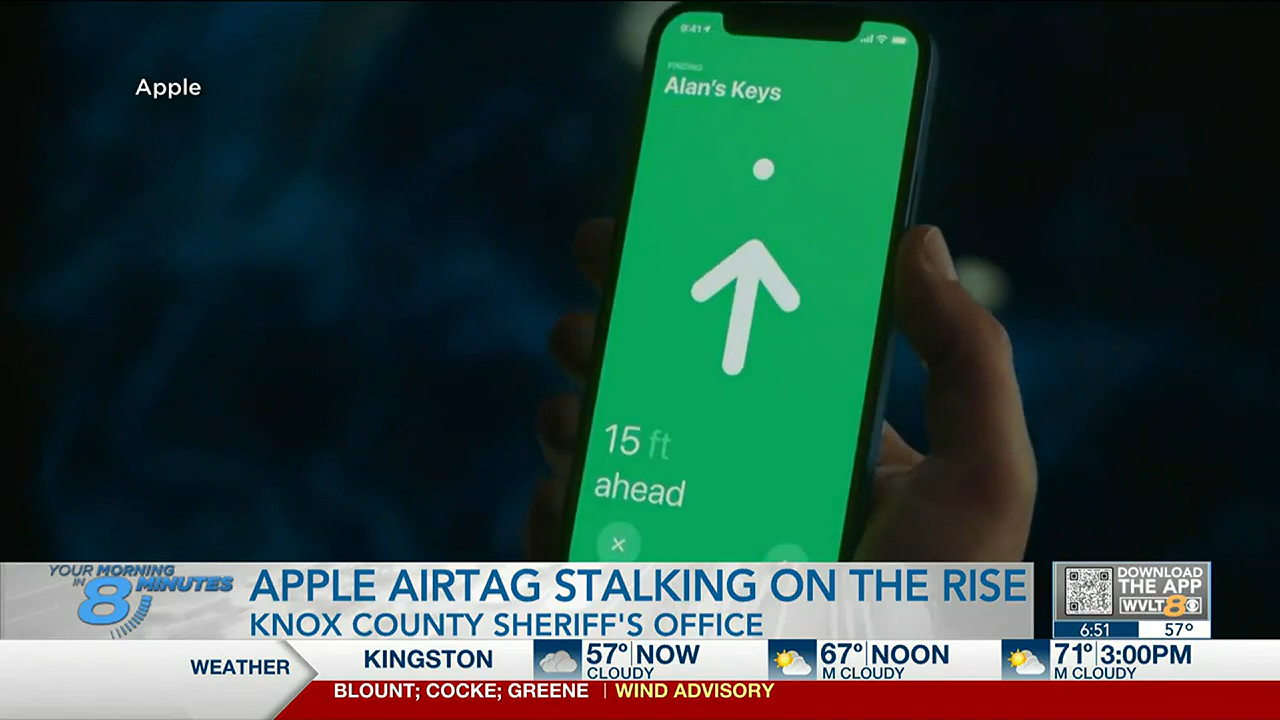 Apple
9:41
FINDING
Alan's Keys
15 ft
ahead
YOUR MORNING
IN
8
MINUTES
APPLE AIRTAG STALKING ON THE RISE
KNOX COUNTY SHERIFF'S OFFICE
DOWNLOAD
THE APP
WVLT8
6:51 57°
WEATHER
KINGSTON
57° NOW
CLOUDY
67° NOON
M CLOUDY
71° 3:00PM
M CLOUDY
BLOUNT; COCKE; GREENE | WIND ADVISORY